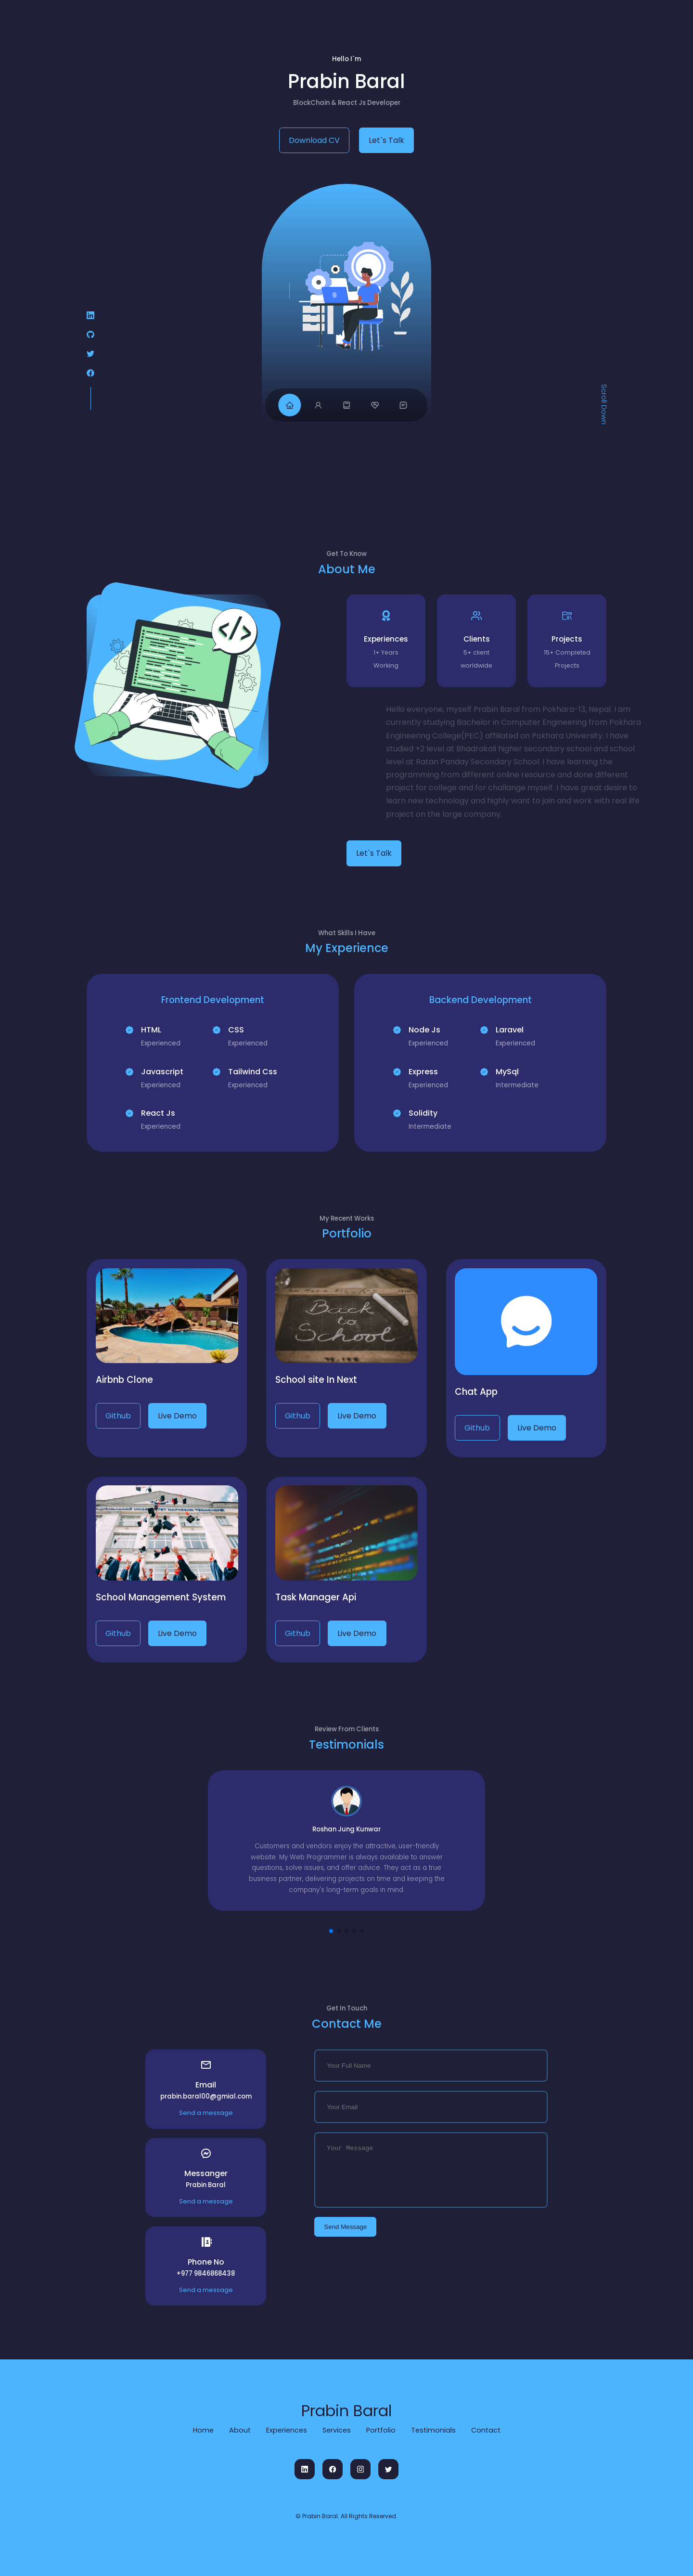 Hello I`m
Prabin Baral
BlockChain & React Js Developer
Download CV
Let`s Talk
Scroll Down
Get To Know
About Me
Experiences
1+ Years
Working
Clients
5+ client
worldwide
Projects
15+ Completed
Projects
Hello everyone, myself Prabin Baral from Pokhara-13, Nepal. I am
currently studying Bachelor in Computer Engineering from Pokhara
Engineering College(PEC) affiliated on Pokhara University. I have
studied +2 level at Bhadrakali higher secondary school and school
level at Ratan Panday Secondary School. I have learning the
programming from different online resource and done different
project for college and for challange myself. I have great desire to
learn new technology and highly want to join and work with real life
project on the large company.
Let`s Talk
What Skills I Have
My Experience
Frontend Development
HTML
Experienced
CSS
Experienced
Javascript
Experienced
Tailwind Css
Experienced
React Js
Experienced
Backend Development
Node Js
Experienced
Laravel
Experienced
Express
Experienced
MySql
Intermediate
Solidity
Intermediate
My Recent Works
Portfolio
Back
to
School
Airbnb Clone
Github
Live Demo
School site In Next
Github
Live Demo
Chat App
Github
Live Demo
School Management System
Github
Live Demo
Task Manager Api
Github
Live Demo
Review From Clients
Testimonials
Roshan Jung Kunwar
Customers and vendors enjoy the attractive, user-friendly
website. My Web Programmer is always available to answer
questions, solve issues, and offer advice. They act as a true
business partner, delivering projects on time and keeping the
company's long-term goals in mind.
Get In Touch
Contact Me
Email
prabin.baral00@gmial.com
Send a message
Messanger
Prabin Baral
Send a message
Phone No
+977 9846868438
Send a message
Your Full Name
Your Email
Your Message
Send Message
Prabin Baral
Home
About
Experiences
Services
Portfolio
Testimonials
Contact
© Prabin Baral. All Rights Reserved.